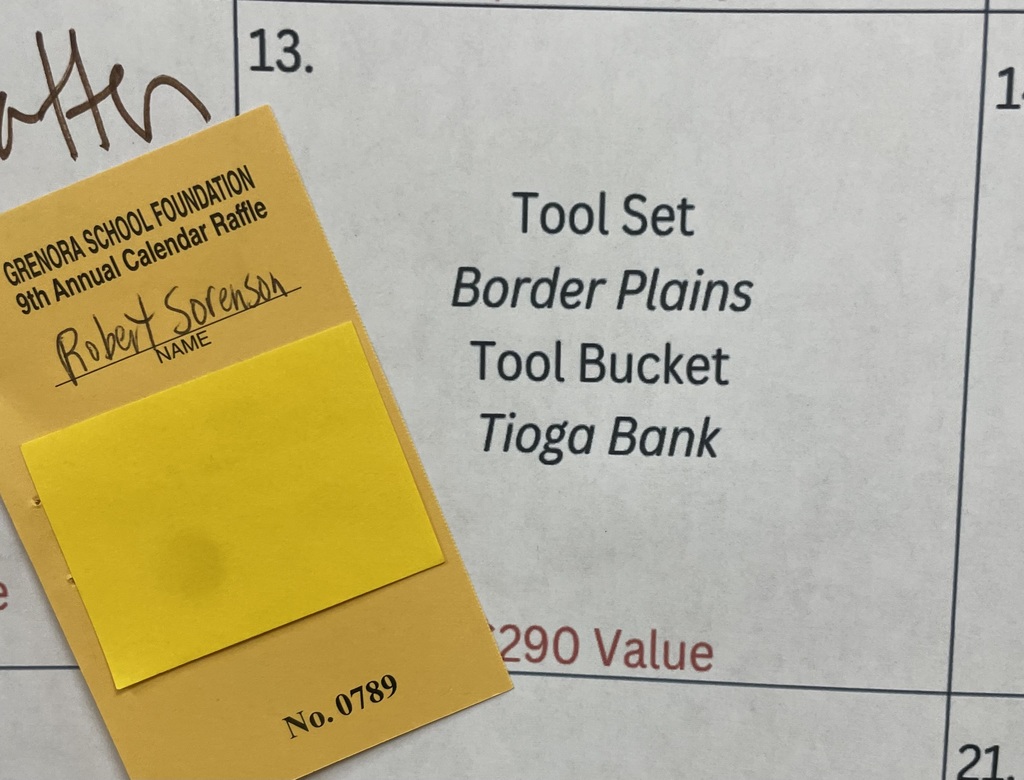 13.
GRENORA SCHOOL FOUNDATION
9th Annual Calendar Raffle
Robert Sorenson
NAME
No. 0789
Tool Set
Border Plains
Tool Bucket
Tioga Bank
290 Value
21.